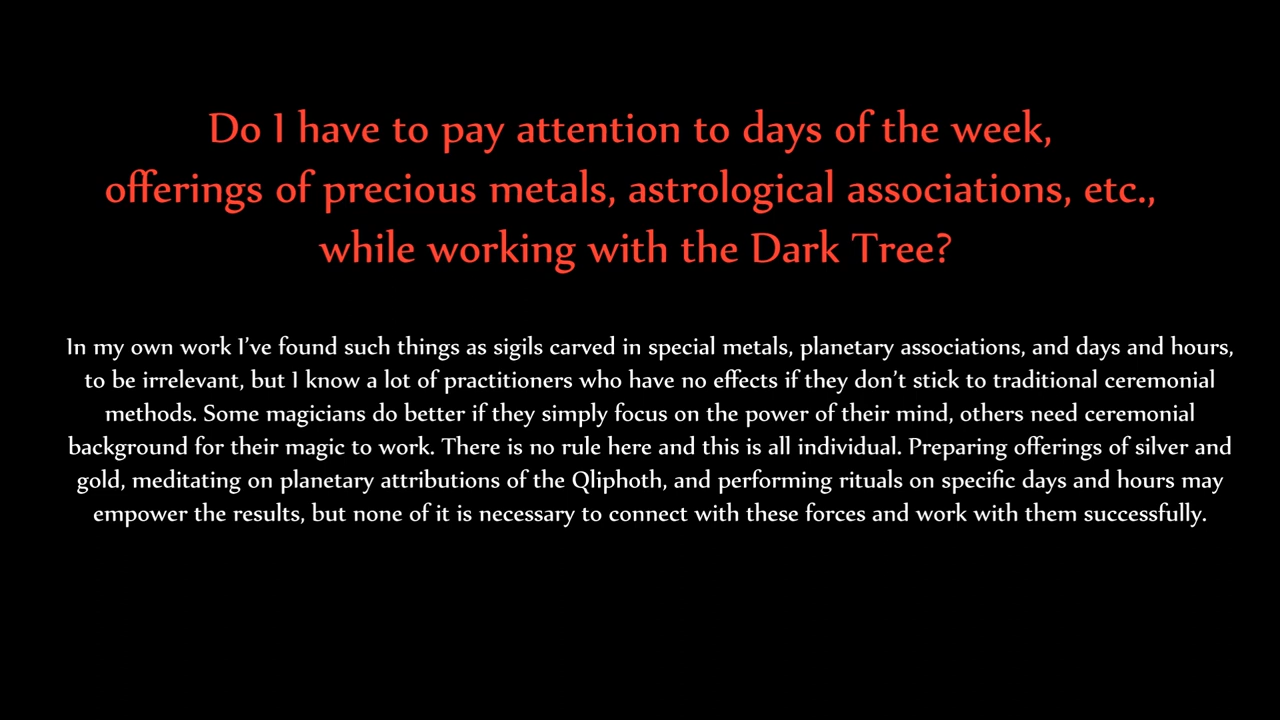 Do I have to pay attention to days of the week,
offerings of precious metals, astrological associations, etc.,
while working with the Dark Tree?
In my own work I've found such things as sigils carved in special metals, planetary associations, and days and hours,
to be irrelevant, but I know a lot of practitioners who have no effects if they don't stick to traditional ceremonial
methods. Some magicians do better if they simply focus on the power of their mind, others need ceremonial
background for their magic to work. There is no rule here and this is all individual. Preparing offerings of silver and
gold, meditating on planetary attributions of the Qliphoth, and performing rituals on specific days and hours may
empower the results, but none of it is necessary to connect with these forces and work with them successfully.